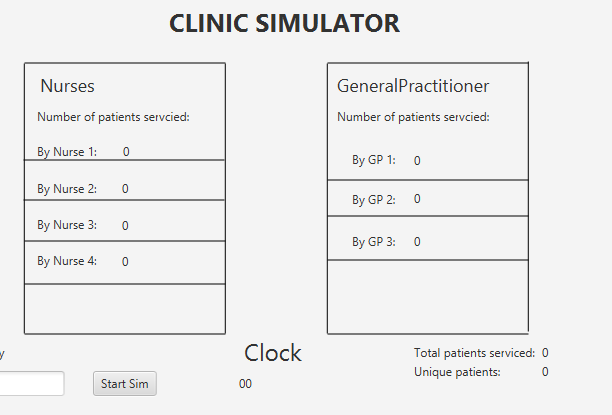 CLINIC SIMULATOR
Nurses
Number of patients servcied:
By Nurse 1: 0
By Nurse 2: 0
By Nurse 3: 0
By Nurse 4: 0
GeneralPractitioner
Number of patients servcied:
By GP 1: 0
By GP 2: 0
By GP 3: 0
y
Clock
Start Sim
00
Total patients serviced: 0
Unique patients: 0